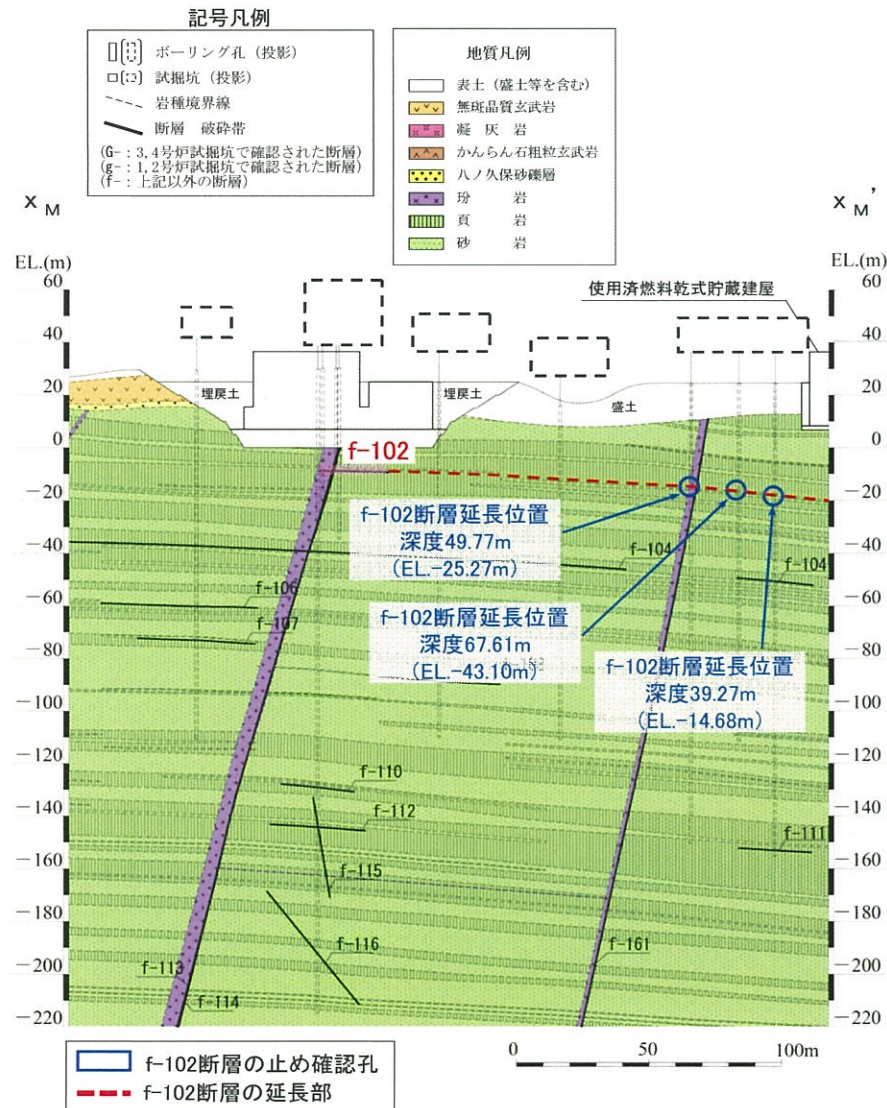 記号凡例
ボーリング孔（投影）
試掘坑（投影）
岩種境界線
断層　破砕帯
(G-：3,4号炉試掘坑で確認された断層)
(g-：1,2号炉試掘坑で確認された断層)
(f-：上記以外の断層)
地質凡例
表土（盛土等を含む）
無斑晶質玄武岩
凝　灰　岩
かんらん石粗粒玄武岩
八ノ久保砂礫層
玢　　岩
頁　　岩
砂　　岩
X M
X M'
EL.(m)
60
40
20
0
−20
−40
−60
−80
−100
−120
−140
−160
−180
−200
−220
EL.(m)
60
40
20
0
−20
−40
−60
−80
−100
−120
−140
−160
−180
−200
−220
使用済燃料乾式貯蔵建屋
埋戻土
埋戻土
盛土
f-102
f-102断層延長位置
深度49.77m
(EL.-25.27m)
f-104
f-104
f-106
f-107
f-102断層延長位置
深度67.61m
(EL.-43.10m)
f-102断層延長位置
深度39.27m
(EL.-14.68m)
f-110
f-112
f-111
f-115
f-116
f-161
f-113
f-114
0　50　100m
f-102断層の止め確認孔
f-102断層の延長部